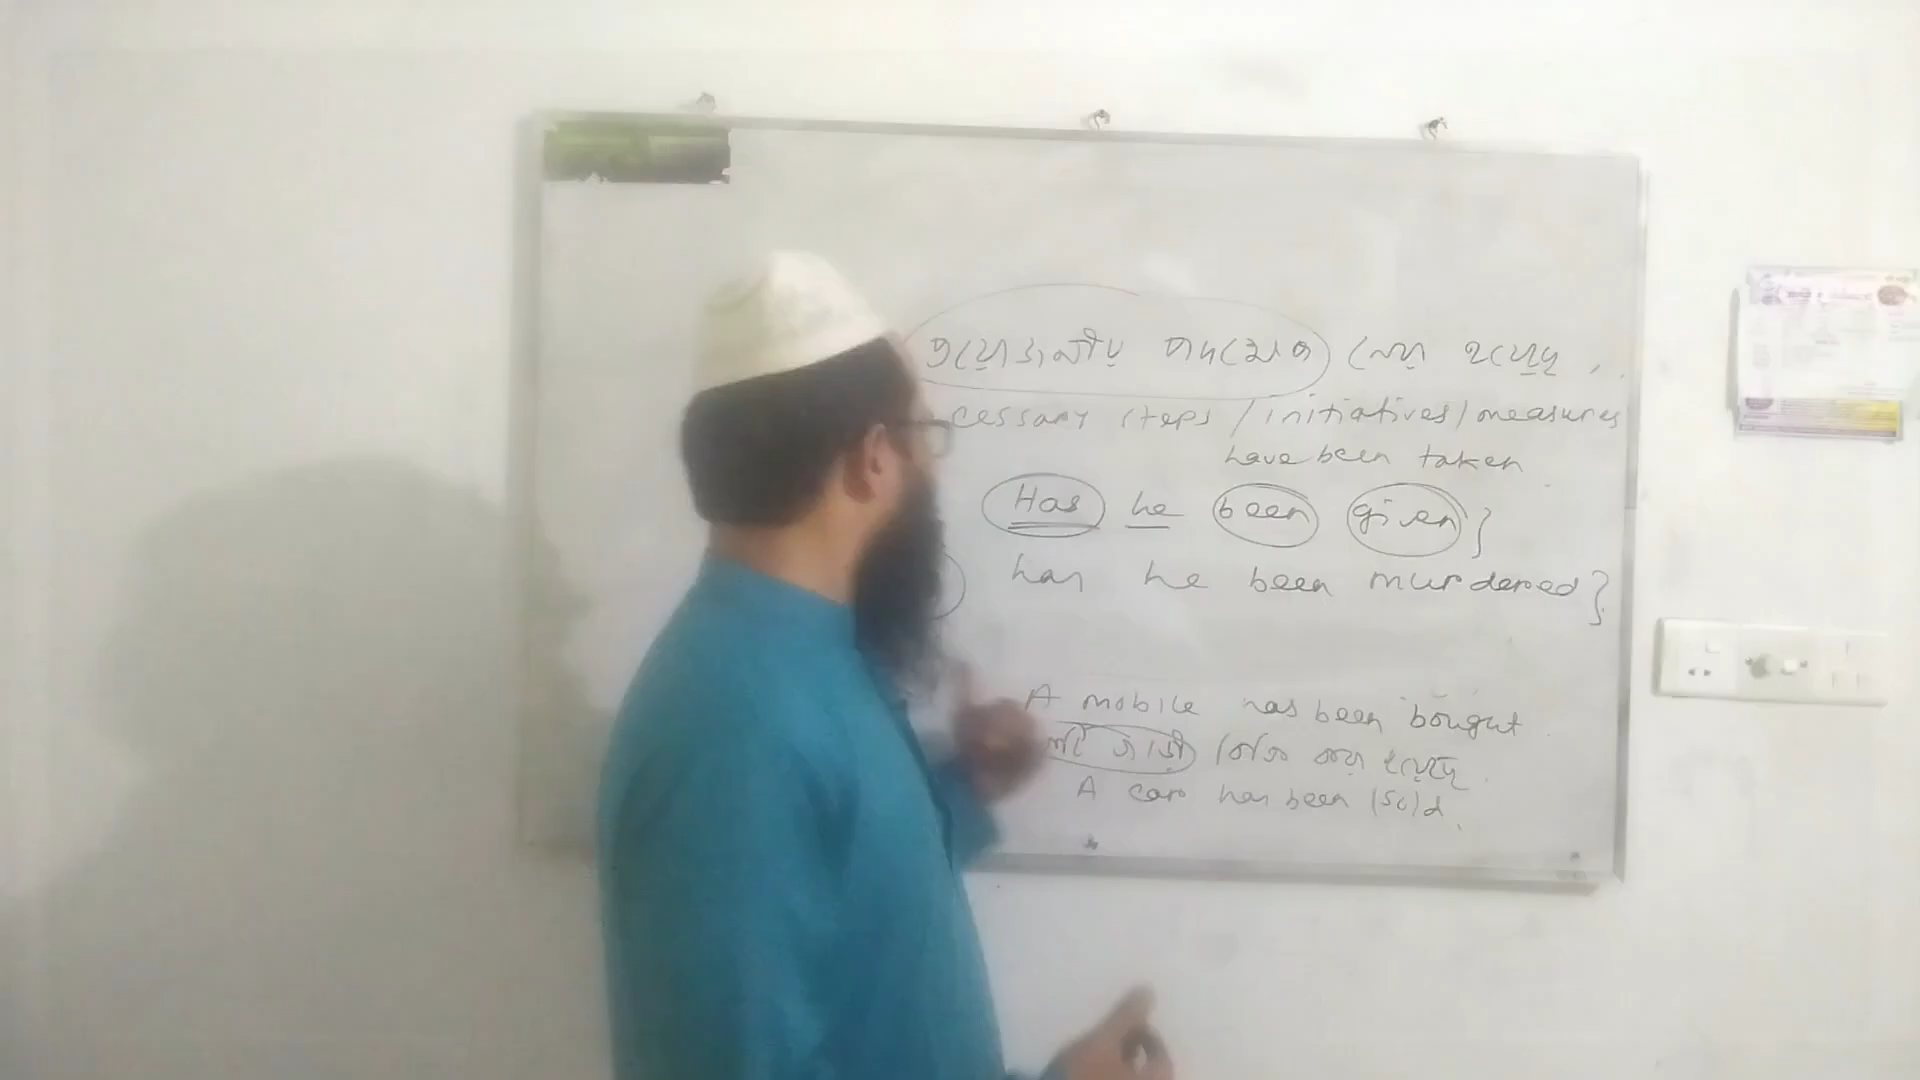 প্রয়োজনীয় পদক্ষেপ নেয়া হয়েছে
cessary steps / initiatives / measures
have been taken
Has he been given }
has he been murdered }
A mobile has been bought
টি গাড়ী বিক্রি করা হয়েছে
A car has been sold.